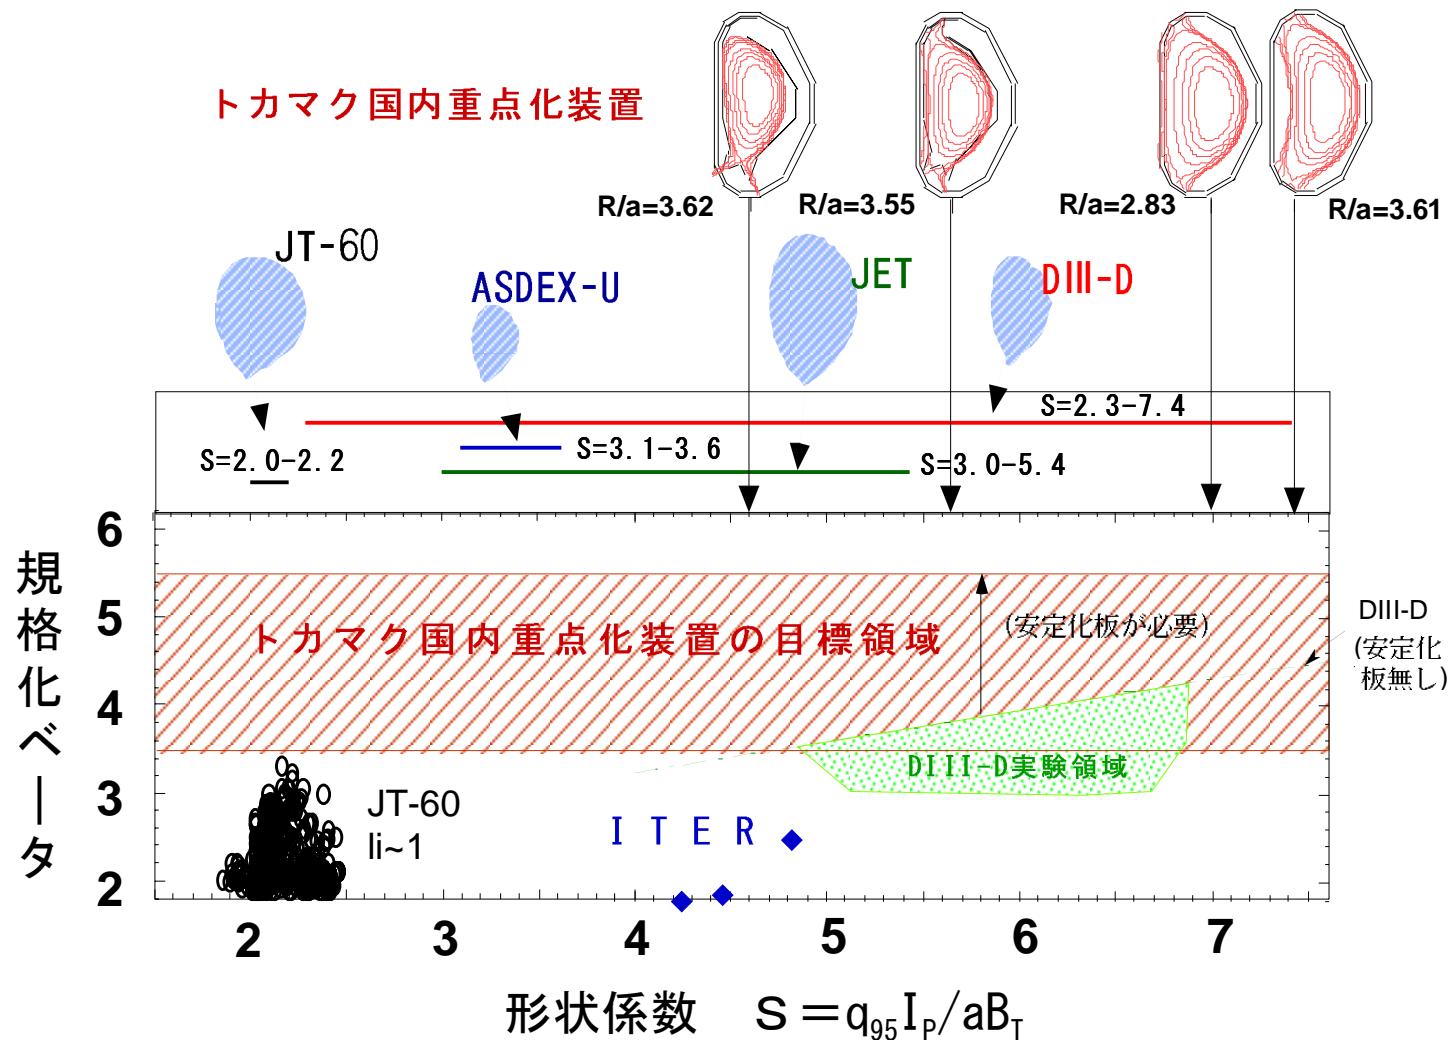 トカマク国内重点化装置
R/a=3.62
R/a=3.55
R/a=2.83
R/a=3.61
JT-60
ASDEX-U
JET
DIII-D
S=2.3-7.4
S=3.1-3.6
S=2.0-2.2
S=3.0-5.4
規格化ベータ
6
5
4
3
2
トカマク国内重点化装置の目標領域
(安定化板が必要)
DIII-D
(安定化
板無し)
DIII-D実験領域
JT-60
li~1
ITER
2 3 4 5 6 7
形状係数 S=q95IP/aBT